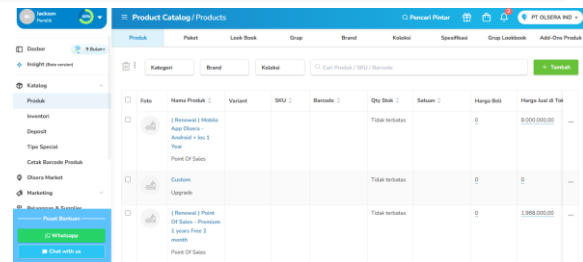 Jackson
Pemilik
Product Catalog / Products
Pencari Pintar
PT OLSERA IND
Dasbor
9 Bulan+
Insight (Beta version)
Katalog
Produk
Inventori
Deposit
Tips Spesial
Cetak Barcode Produk
Olsera Market
Marketing
Pelanggan & Supplier
Pusat Bantuan
Whatsapp
Chat with us
Produk Paket Look Book Grup Brand Koleksi Spesifikasi Grup Lookbook Add-Ons Produk
Kategori Brand Koleksi Cari Produk / SKU / Barcode + Tambah
Foto Nama Produk Variant SKU Barcode Qty Stok Satuan Harga Beli Harga Jual di Tok
( Renewal ) Mobile Tidak terbatas 0 8.000.000,00 ...
App Olsera -
Android + ios 1
Year
Point Of Sales
Custom Tidak terbatas 0 0 ...
Upgrade
( Renewal ) Point Tidak terbatas 0 1.988.000,00 ...
Of Sales - Premium
1 years Free 2
month
Point Of Sales